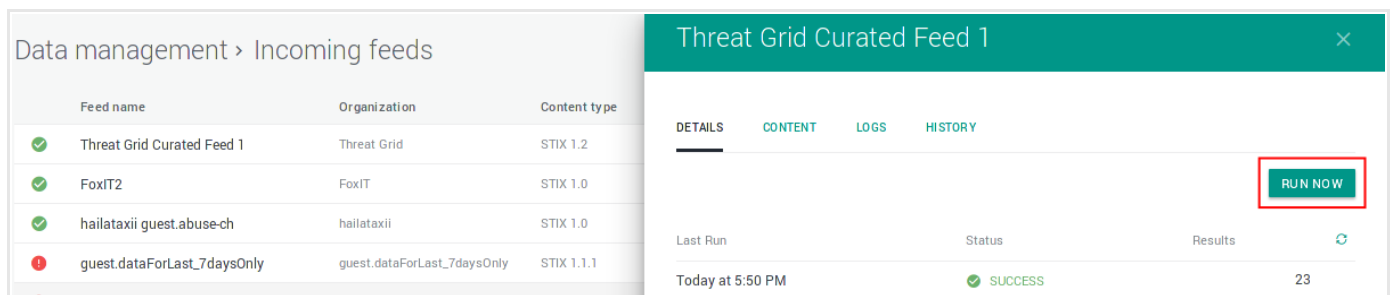 Data management › Incoming feeds
Feed name Organization Content type
Threat Grid Curated Feed 1 Threat Grid STIX 1.2
FoxIT2 FoxIT STIX 1.0
hailataxii guest.abuse-ch hailataxii STIX 1.0
guest.dataForLast_7daysOnly guest.dataForLast_7daysOnly STIX 1.1.1
Threat Grid Curated Feed 1 ×
DETAILS CONTENT LOGS HISTORY
RUN NOW
Last Run Status Results
Today at 5:50 PM SUCCESS 23